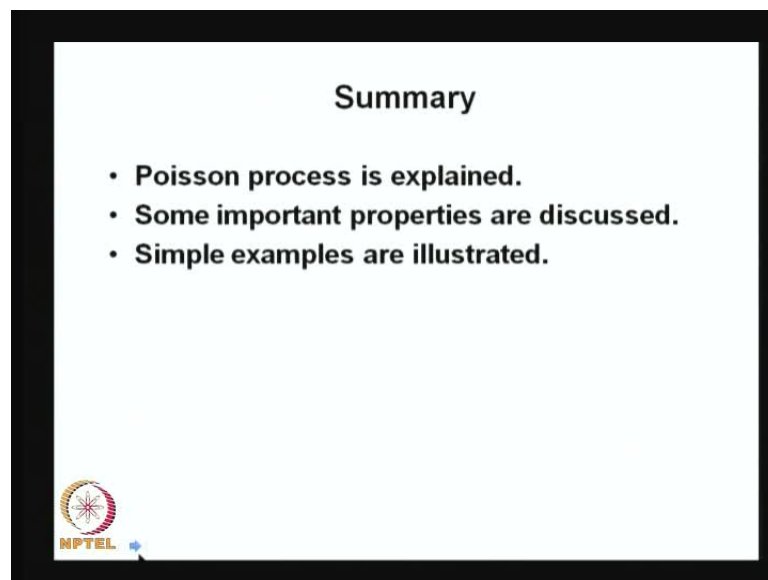 Summary
• Poisson process is explained.
• Some important properties are discussed.
• Simple examples are illustrated.
NPTEL